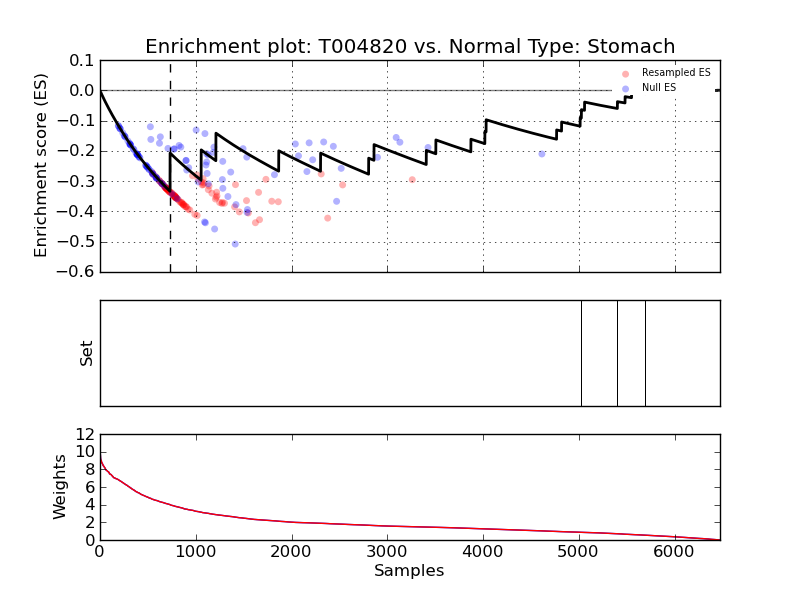 Enrichment plot: T004820 vs. Normal Type: Stomach
0.1
0.0
−0.1
−0.2
−0.3
−0.4
−0.5
−0.6
Enrichment score (ES)
Resampled ES
Null ES
Set
12
10
8
6
4
2
0
Weights
0 1000 2000 3000 4000 5000 6000
Samples